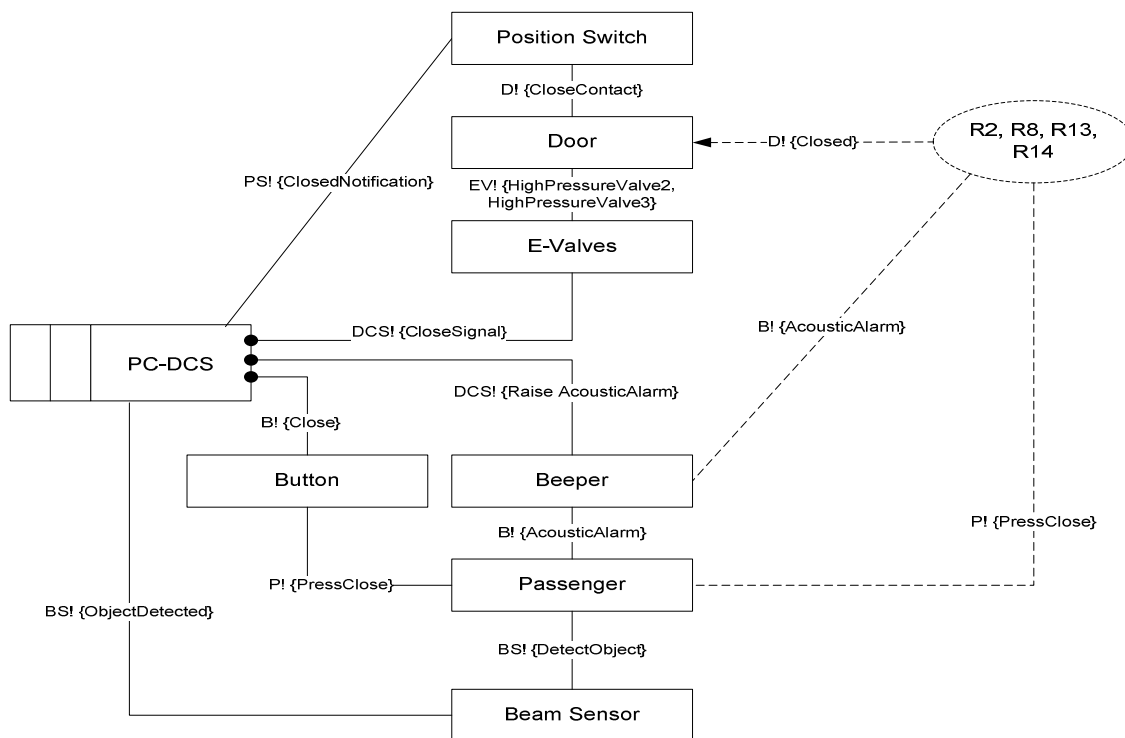 Position Switch
D! {CloseContact}
Door
D! {Closed}
R2, R8, R13,
R14
PS! {ClosedNotification}
EV! {HighPressureValve2,
HighPressureValve3}
E-Valves
DCS! {CloseSignal}
B! {AcousticAlarm}
PC-DCS
DCS! {Raise AcousticAlarm}
B! {Close}
Button
Beeper
P! {PressClose}
B! {AcousticAlarm}
P! {PressClose}
Passenger
BS! {ObjectDetected}
BS! {DetectObject}
Beam Sensor